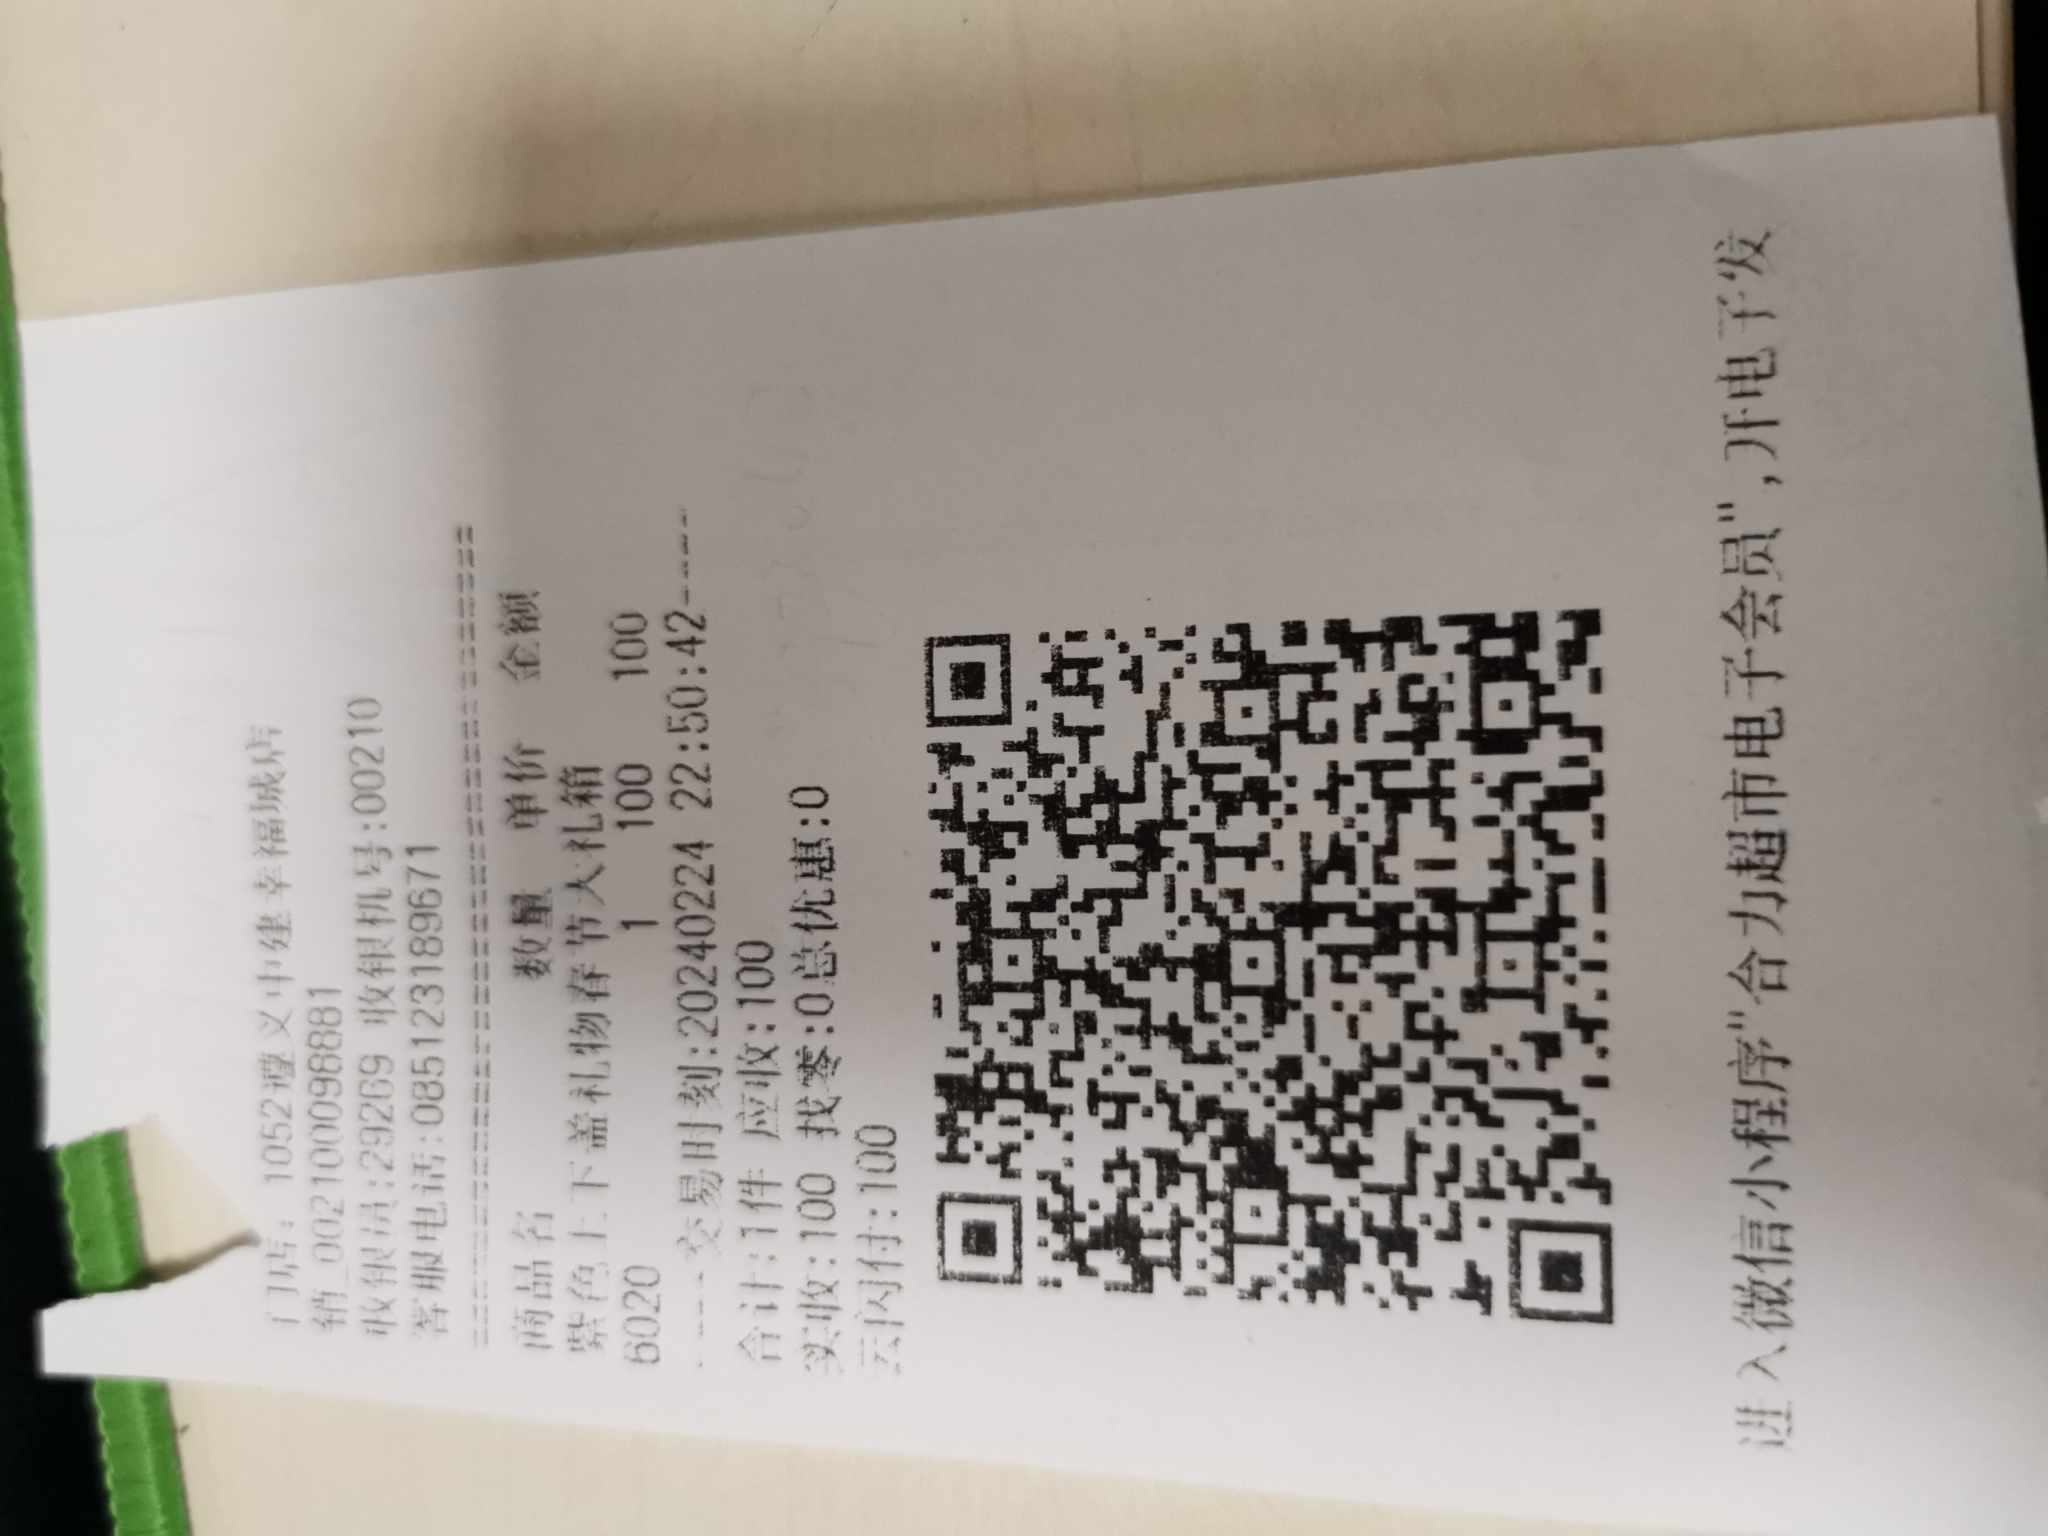 门店: 1052遵义中建幸福城店
销_0021000098881
收银员:29269 收银机号:00210
客服电话:085123189671
================================
商品名 数量 单价 金额
紫色上下盖礼物春节大礼箱
60020 1 100 100
----交易时刻:20240224 22:50:42----
合计:1件 应收:100
实收:100 找零:0总优惠:0
云闪付:100
进入微信小程序"合力超市电子会员",开电子发